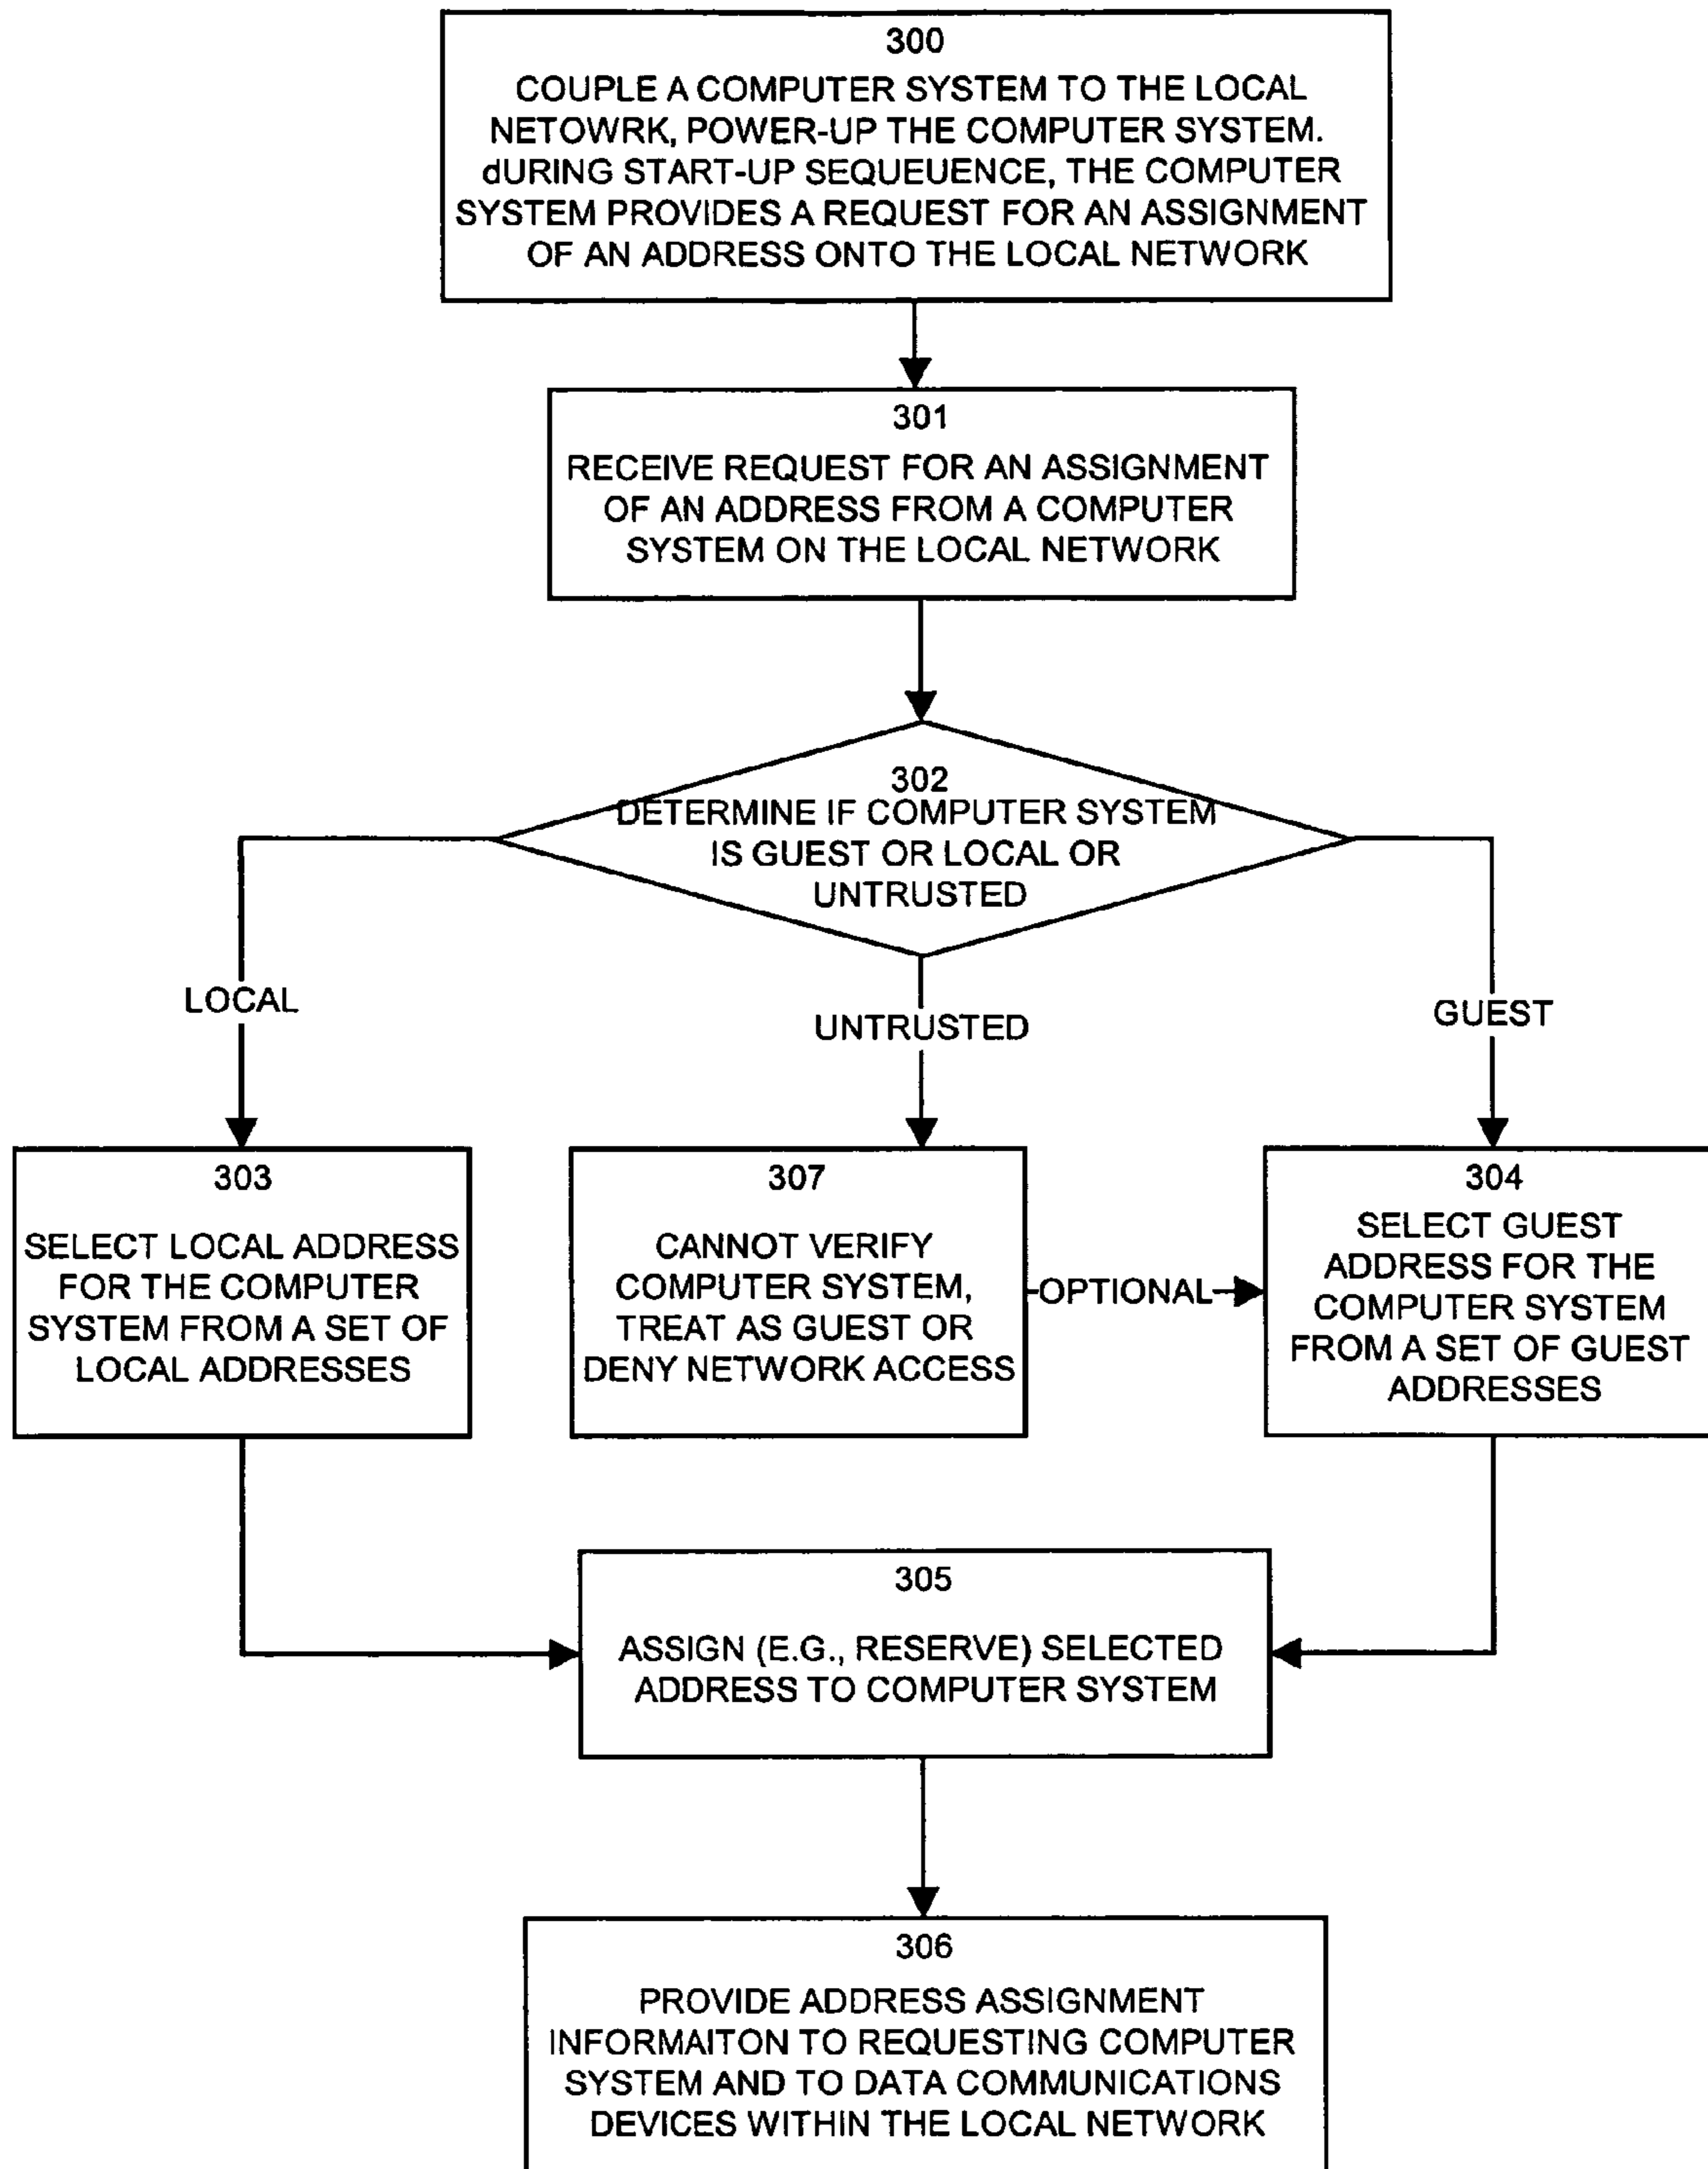 300
COUPLE A COMPUTER SYSTEM TO THE LOCAL
NETOWRK, POWER-UP THE COMPUTER SYSTEM.
dURING START-UP SEQUEUENCE, THE COMPUTER
SYSTEM PROVIDES A REQUEST FOR AN ASSIGNMENT
OF AN ADDRESS ONTO THE LOCAL NETWORK
301
RECEIVE REQUEST FOR AN ASSIGNMENT
OF AN ADDRESS FROM A COMPUTER
SYSTEM ON THE LOCAL NETWORK
302
DETERMINE IF COMPUTER SYSTEM
IS GUEST OR LOCAL OR
UNTRUSTED
LOCAL
UNTRUSTED
GUEST
303
SELECT LOCAL ADDRESS
FOR THE COMPUTER
SYSTEM FROM A SET OF
LOCAL ADDRESSES
307
CANNOT VERIFY
COMPUTER SYSTEM,
TREAT AS GUEST OR
DENY NETWORK ACCESS
OPTIONAL
304
SELECT GUEST
ADDRESS FOR THE
COMPUTER SYSTEM
FROM A SET OF GUEST
ADDRESSES
305
ASSIGN (E.G., RESERVE) SELECTED
ADDRESS TO COMPUTER SYSTEM
306
PROVIDE ADDRESS ASSIGNMENT
INFORMAITON TO REQUESTING COMPUTER
SYSTEM AND TO DATA COMMUNICATIONS
DEVICES WITHIN THE LOCAL NETWORK